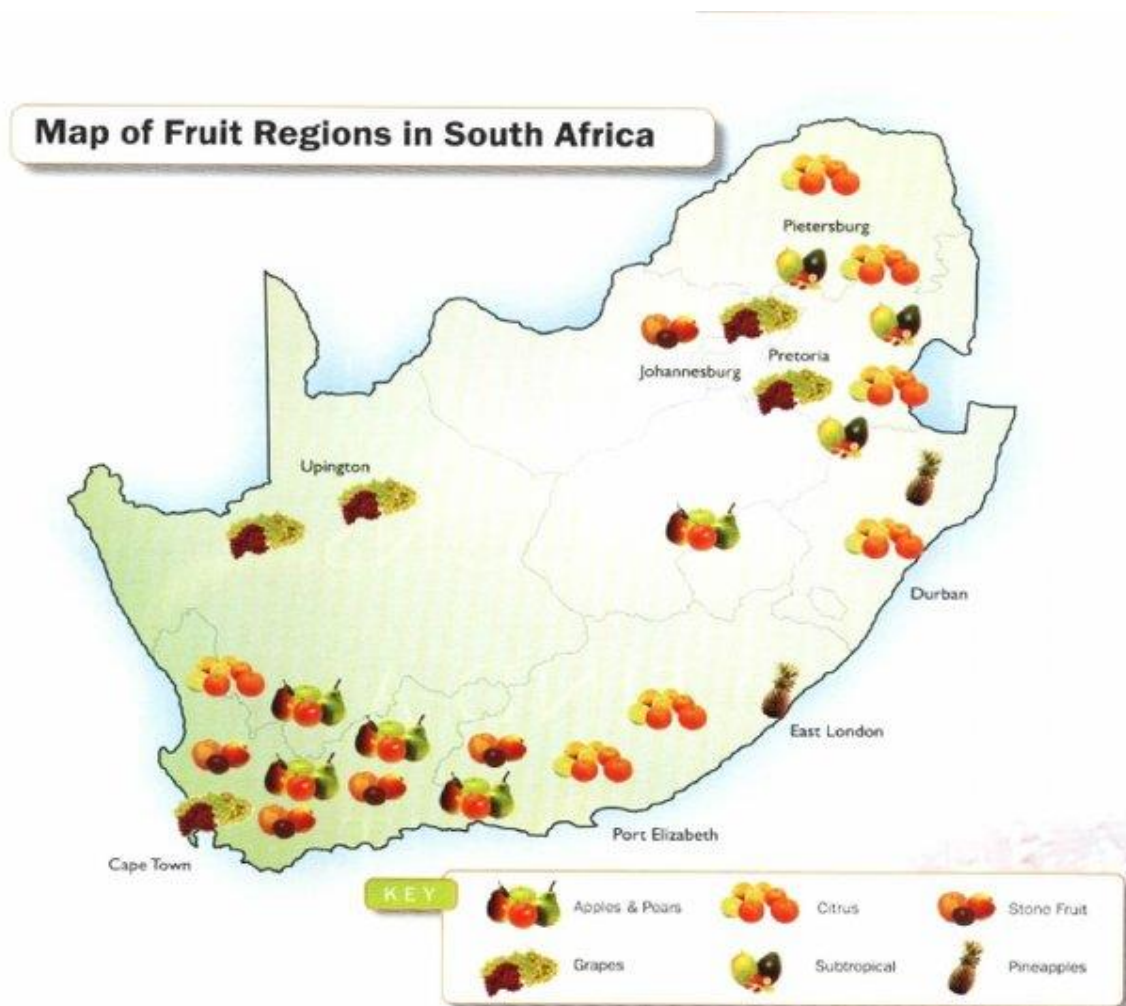 Map of Fruit Regions in South Africa
Pietersburg
Pretoria
Johannesburg
Upington
Durban
East London
Port Elizabeth
Cape Town
KEY
Apples & Pears
Citrus
Stone Fruit
Grapes
Subtropical
Pineapples